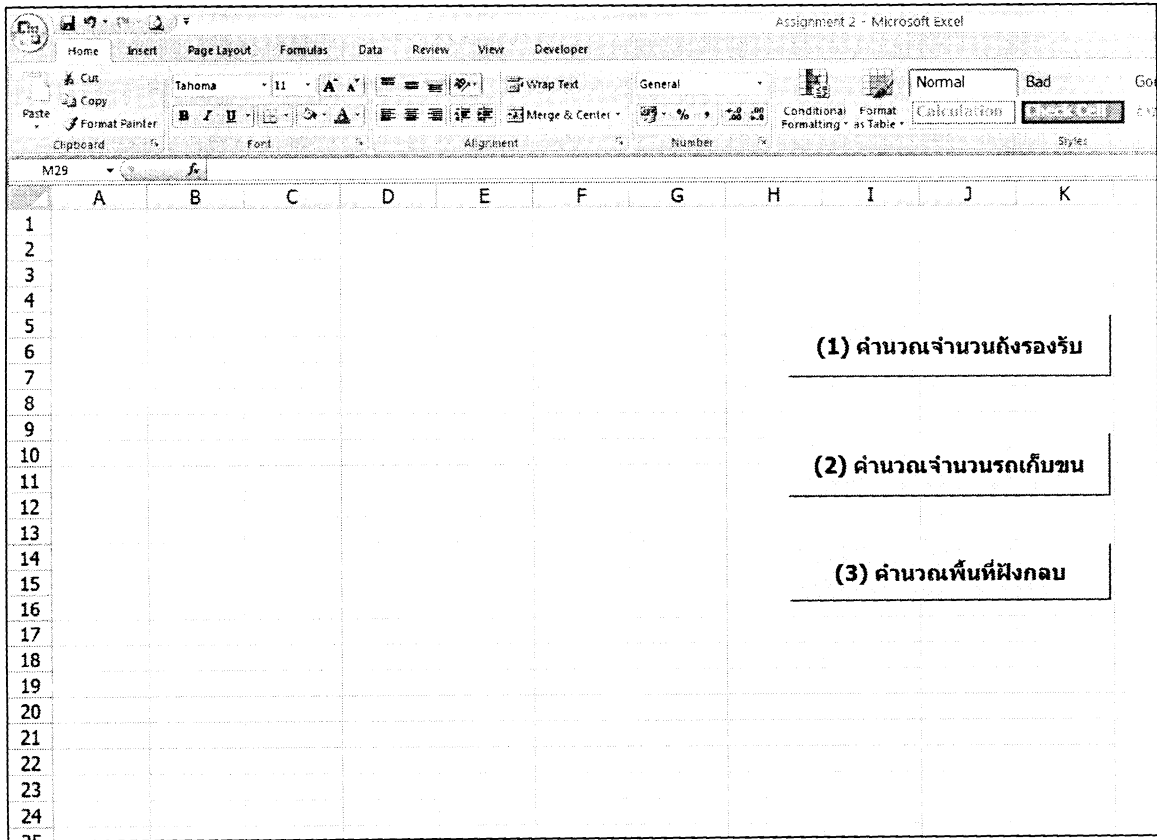 Assignment 2 - Microsoft Excel
Home Insert Page Layout Formulas Data Review View Developer
Cut
Copy
Format Painter
Paste
Tahoma 11
Wrap Text
Merge & Center
General
Conditional Formatting
Format as Table
Normal Bad
Calculation
Clipboard Font Alignment Number Styles
M29 fx
A B C D E F G H I J K
1
2
3
4
5
6
7
8
9
10
11
12
13
14
15
16
17
18
19
20
21
22
23
24
25
(1) คำนวณจำนวนถังรองรับ
(2) คำนวณจำนวนรถเก็บขน
(3) คำนวณพื้นที่ฝังกลบ